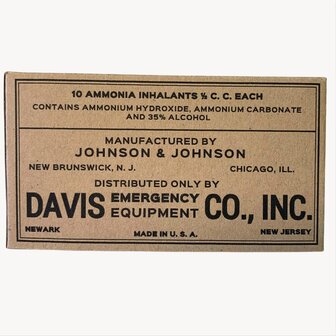 10 AMMONIA INHALANTS ⅓ C. C. EACH
CONTAINS AMMONIUM HYDROXIDE, AMMONIUM CARBONATE
AND 35% ALCOHOL
MANUFACTURED BY
JOHNSON & JOHNSON
NEW BRUNSWICK, N. J. CHICAGO, ILL.
DISTRIBUTED ONLY BY
DAVIS EMERGENCY EQUIPMENT CO., INC.
NEWARK MADE IN U. S. A. NEW JERSEY